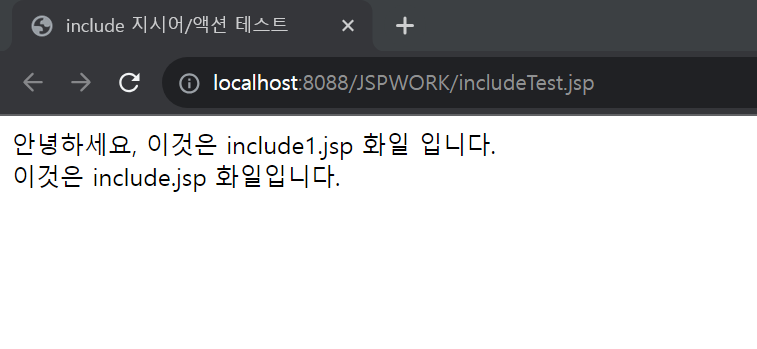 include 지시어/액션 테스트
localhost:8088/JSPWORK/includeTest.jsp
안녕하세요, 이것은 include1.jsp 화일 입니다.
이것은 include.jsp 화일입니다.